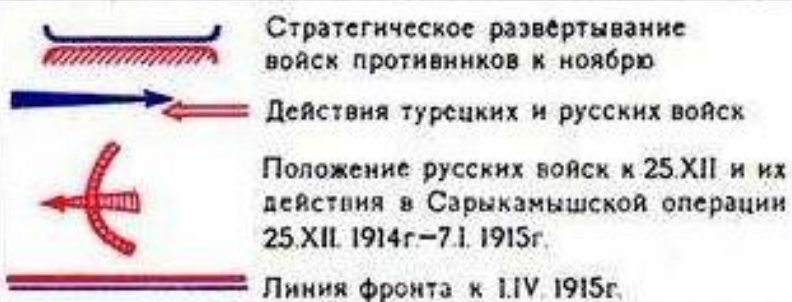 Стратегическое развёртывание
войск противников к ноябрю
Действия турецких и русских войск
Положение русских войск к 25.XII и их
действия в Сарыкамышской операции
25.XII. 1914г.–7.I. 1915г.
Линия фронта к 1.IV. 1915г.